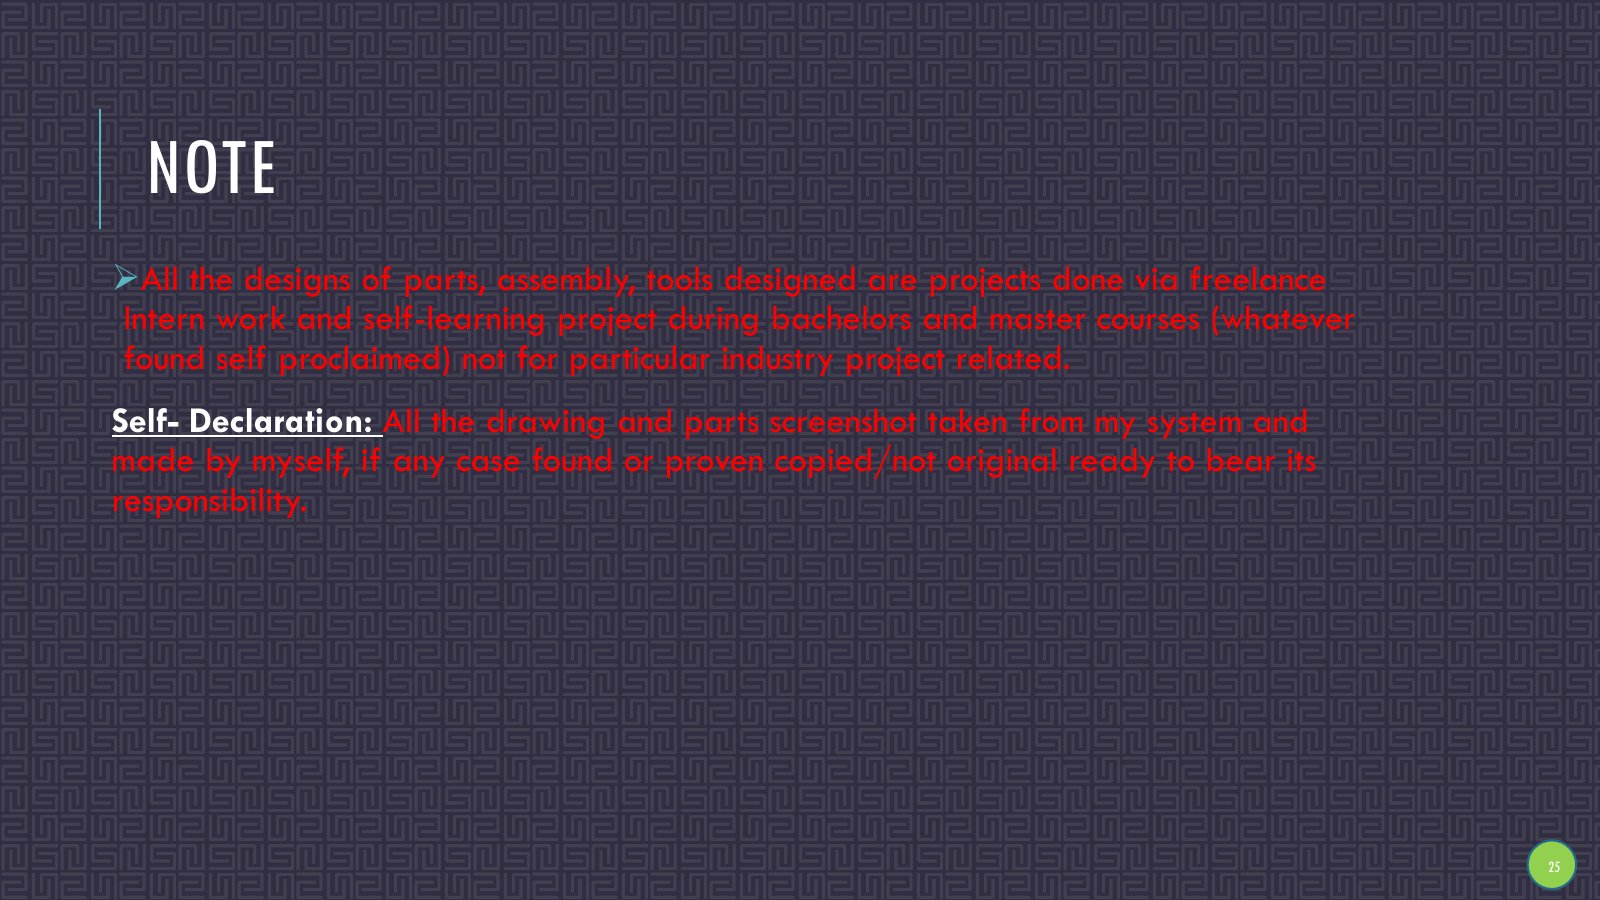 NOTE
All the designs of parts, assembly, tools designed are projects done via freelance
Intern work and self-learning project during bachelors and master courses (whatever
found self proclaimed) not for particular industry project related.
Self- Declaration: All the drawing and parts screenshot taken from my system and
made by myself, if any case found or proven copied/not original ready to bear its
responsibility.
25